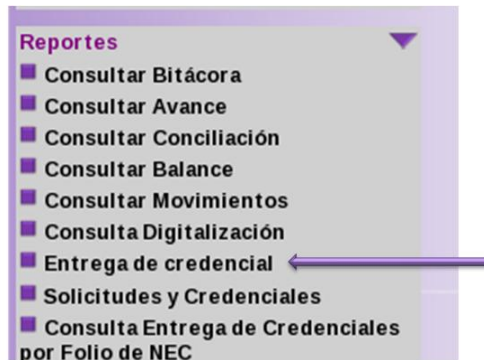 Reportes
Consultar Bitácora
Consultar Avance
Consultar Conciliación
Consultar Balance
Consultar Movimientos
Consulta Digitalización
Entrega de credencial
Solicitudes y Credenciales
Consulta Entrega de Credenciales
por Folio de NEC